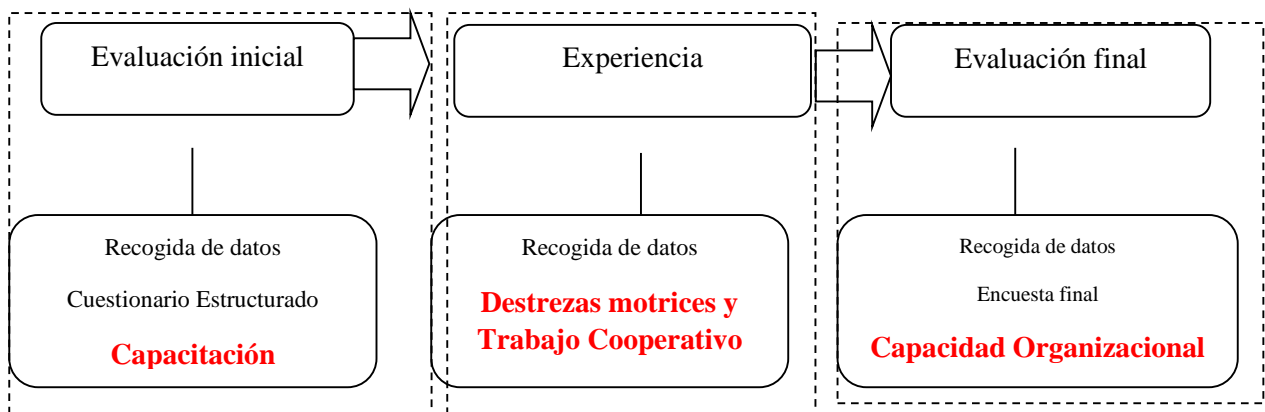 Evaluación inicial
Experiencia
Evaluación final
Recogida de datos
Cuestionario Estructurado
Capacitación
Recogida de datos
Destrezas motrices y
Trabajo Cooperativo
Recogida de datos
Encuesta final
Capacidad Organizacional